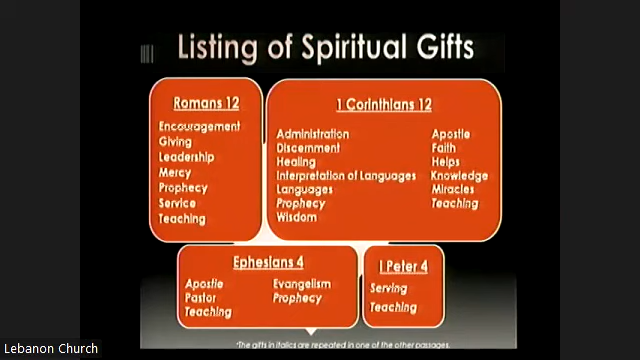 Listing of Spiritual Gifts
Romans 12
Encouragement
Giving
Leadership
Mercy
Prophecy
Service
Teaching
1 Corinthians 12
Administration
Discernment
Healing
Interpretation of Languages
Languages
Prophecy
Wisdom
Apostle
Faith
Helps
Knowledge
Miracles
Teaching
Ephesians 4
Apostle
Pastor
Teaching
Evangelism
Prophecy
I Peter 4
Serving
Teaching
*The gifts in italics are repeated in one of the other passages.
Lebanon Church